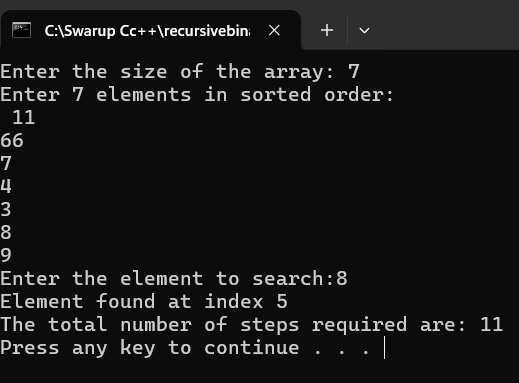 C:\Swarup Cc++\recursivebin
Enter the size of the array: 7
Enter 7 elements in sorted order:
11
66
7
4
3
8
9
Enter the element to search:8
Element found at index 5
The total number of steps required are: 11
Press any key to continue . . .